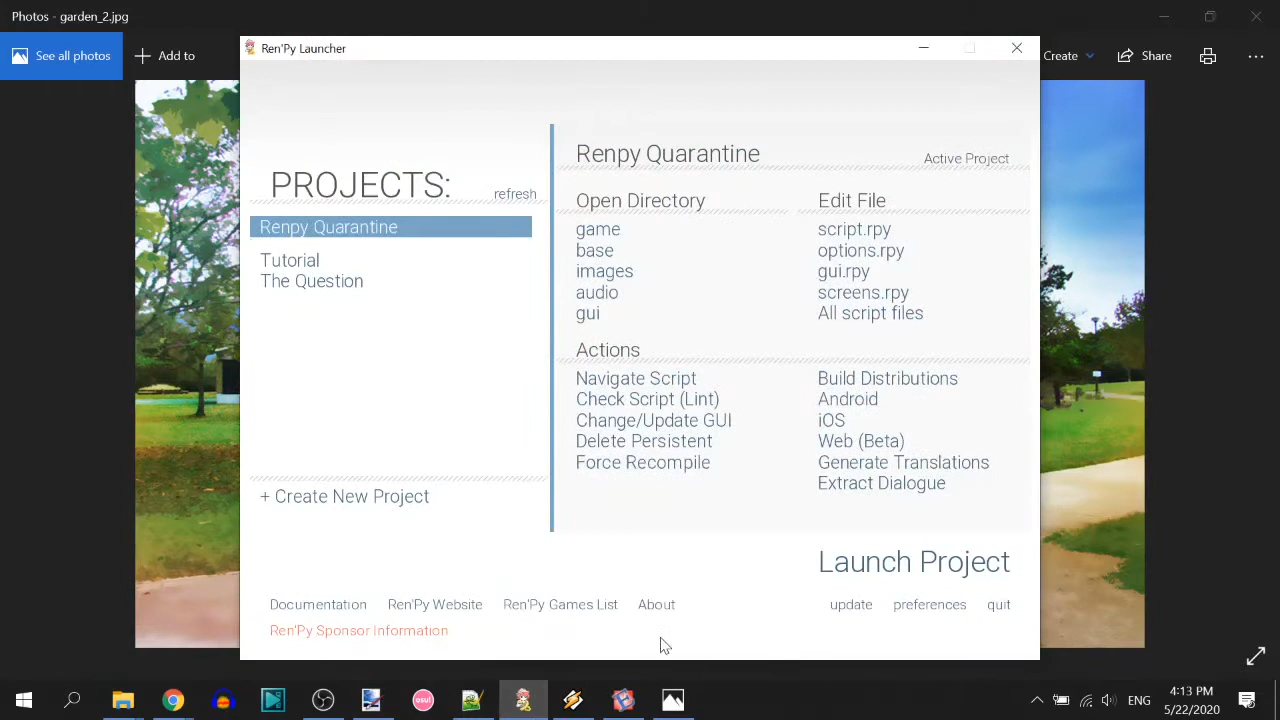 Photos - garden_2.jpg
See all photos
Add to
Create
Share
Ren'Py Launcher
PROJECTS:
refresh
Renpy Quarantine
Tutorial
The Question
+ Create New Project
Renpy Quarantine
Active Project
Open Directory
game
base
images
audio
gui
Edit File
script.rpy
options.rpy
gui.rpy
screens.rpy
All script files
Actions
Navigate Script
Check Script (Lint)
Change/Update GUI
Delete Persistent
Force Recompile
Build Distributions
Android
iOS
Web (Beta)
Generate Translations
Extract Dialogue
Launch Project
Documentation
Ren'Py Website
Ren'Py Games List
About
update
preferences
quit
Ren'Py Sponsor Information
osu!
ENG
4:13 PM
5/22/2020